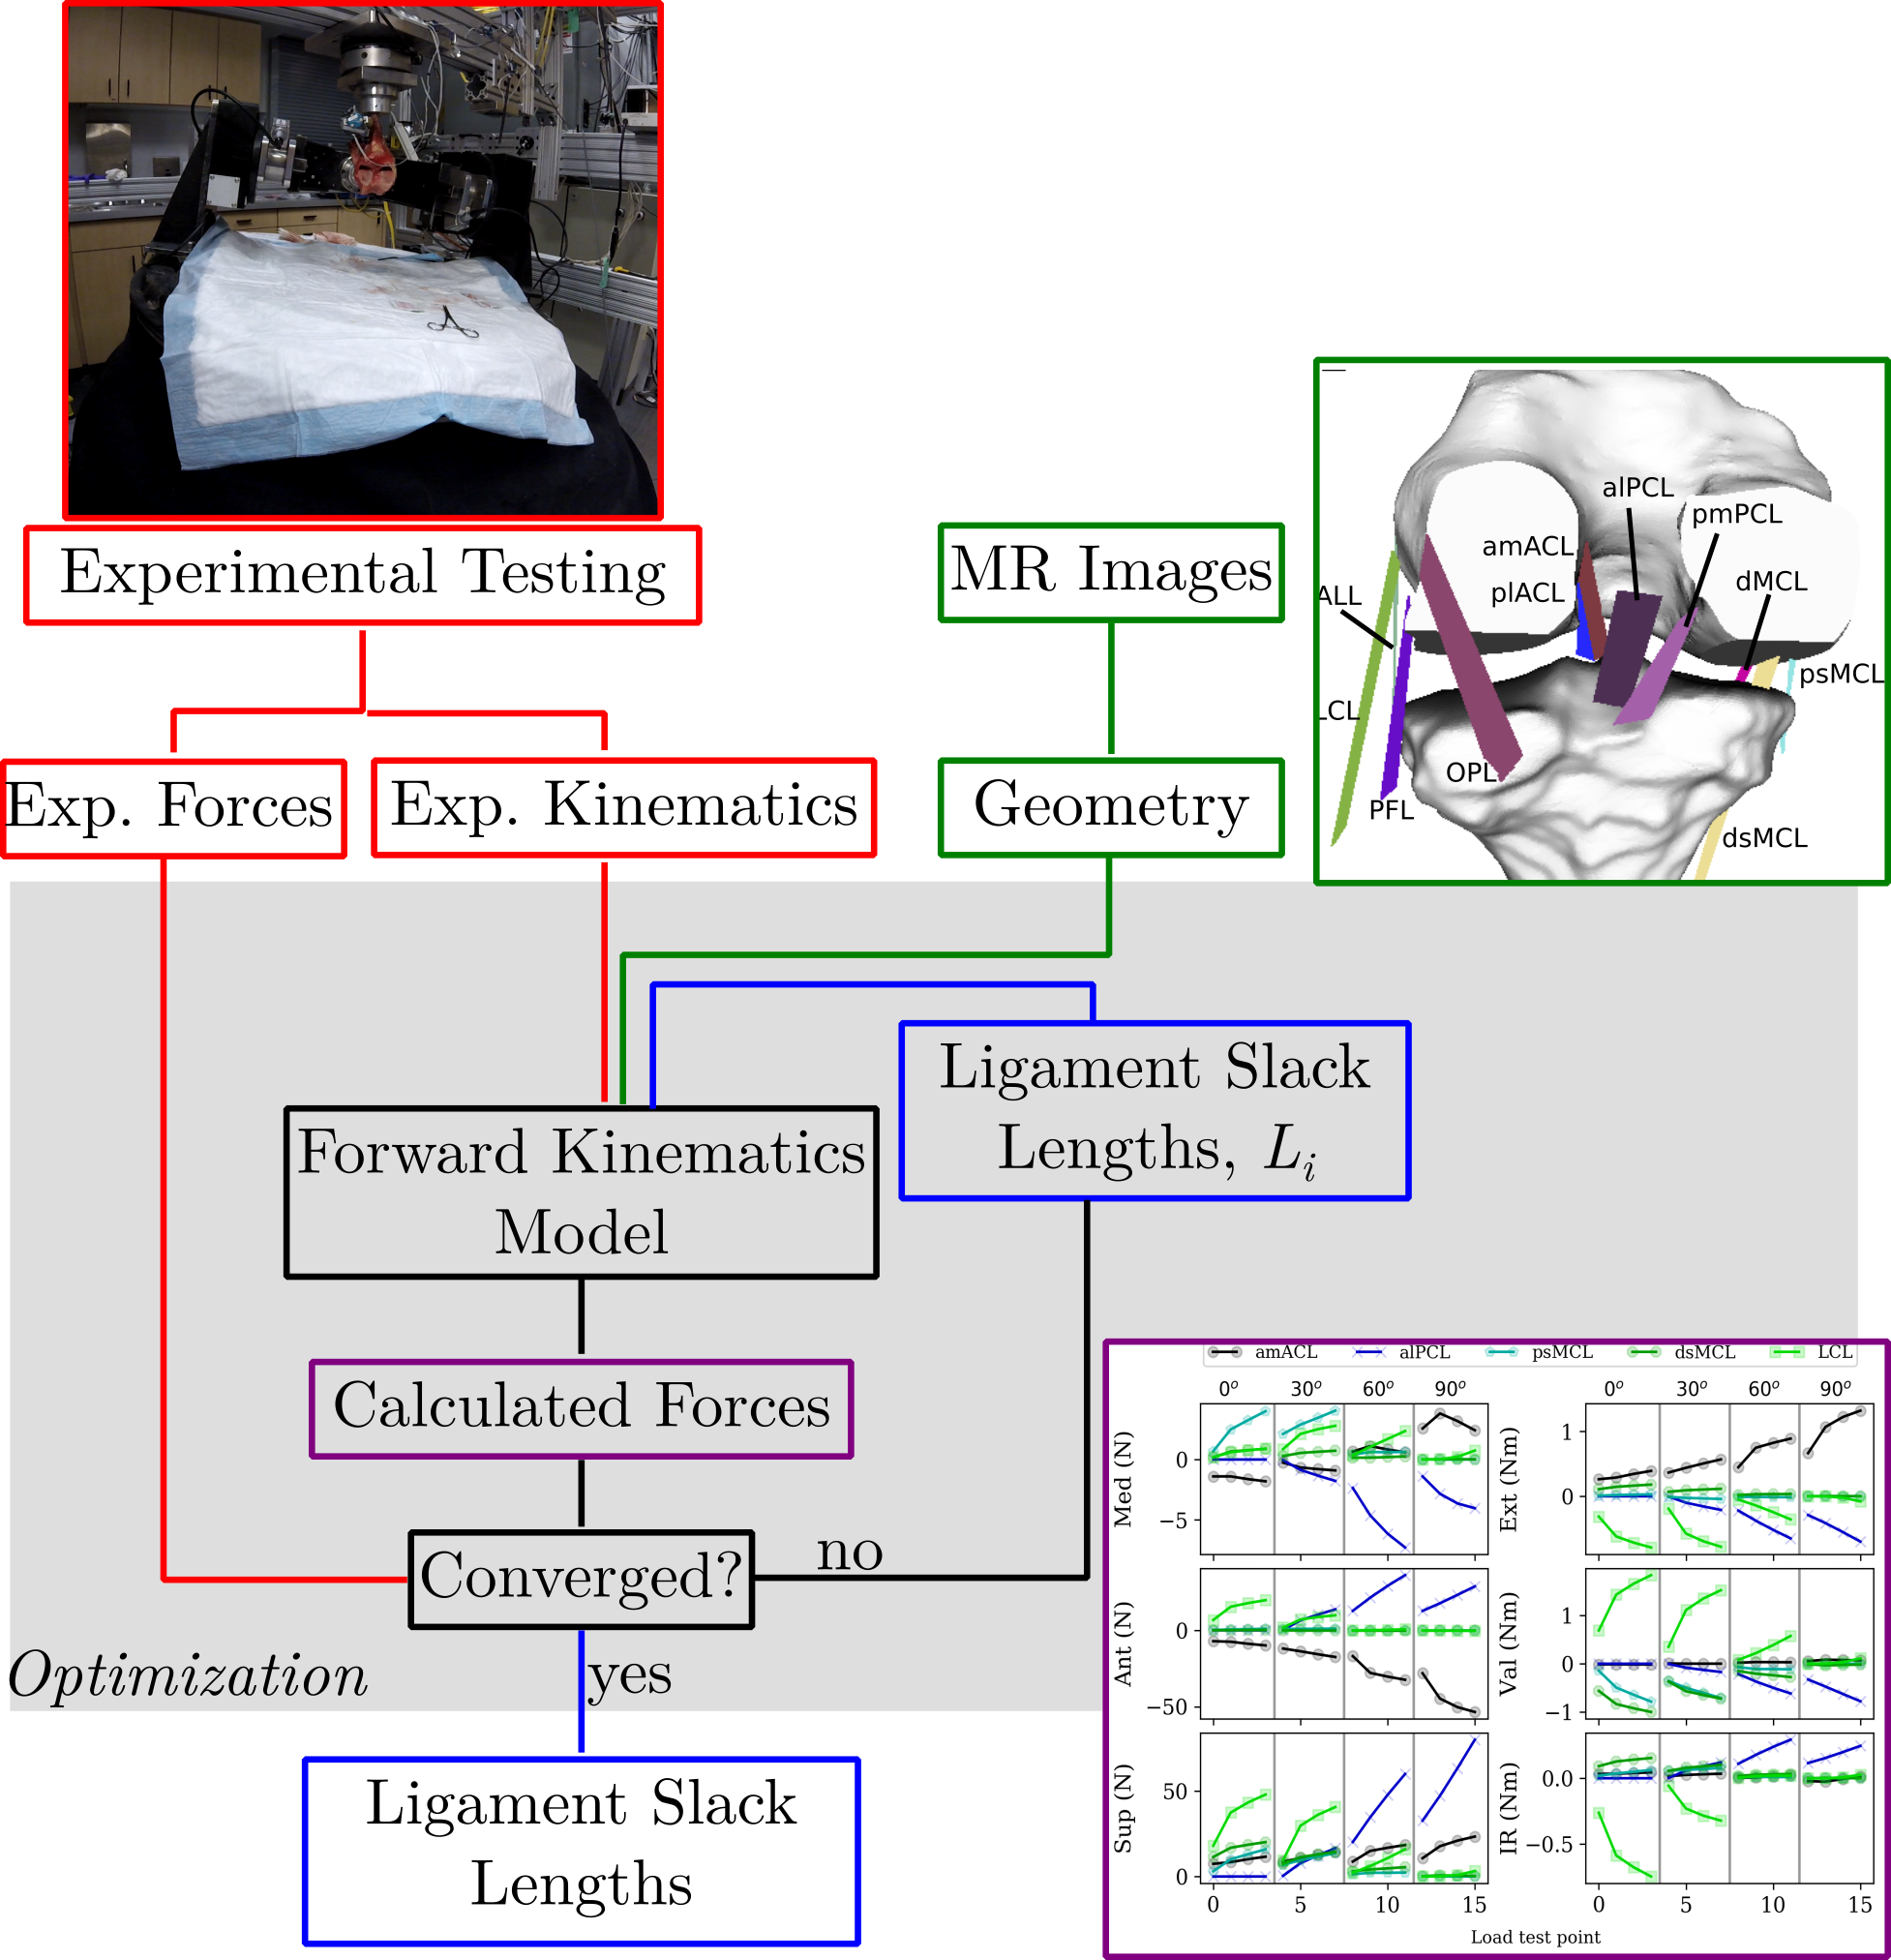 Experimental Testing
MR Images
alPCL
pmPCL
amACL
dMCL
plACL
ALL
psMCL
LCL
OPL
PFL
dsMCL
Exp. Forces
Exp. Kinematics
Geometry
Ligament Slack
Lengths, Li
Forward Kinematics
Model
Calculated Forces
Converged?
no
yes
Optimization
Ligament Slack
Lengths
amACL alPCL psMCL dsMCL LCL
0° 30° 60° 90° 0° 30° 60° 90°
Med (N)
0
−5
Ext (Nm)
1
0
Ant (N)
0
−50
Val (Nm)
1
0
−1
Sup (N)
50
0
IR (Nm)
0.0
−0.5
0 5 10 15 0 5 10 15
Load test point